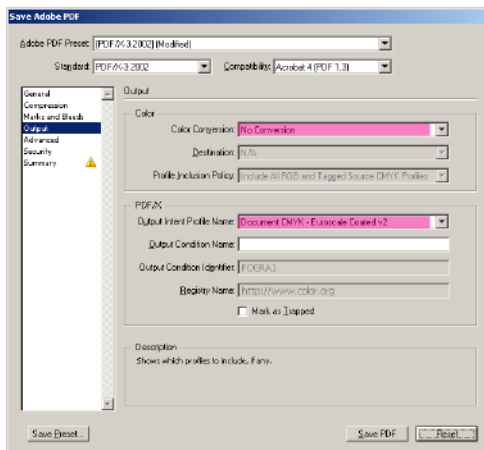 Save Adobe PDF
Adobe PDF Preset: [PDF/X-3:2002] (Modified)
Standard: PDF/X-3:2002 Compatibility: Acrobat 4 (PDF 1.3)
General
Compression
Marks and Bleeds
Output
Advanced
Security
Summary
Output
Color
Color Conversion: No Conversion
Destination: N/A
Profile Inclusion Policy: Include All RGB and Tagged Source CMYK Profiles
PDF/X
Output Intent Profile Name: Document CMYK - Euroscale Coated v2
Output Condition Name:
Output Condition Identifier: FOGRA1
Registry Name: http://www.color.org
Mark as Trapped
Description
Shows which profiles to include, if any.
Save Preset...
Save PDF
Reset